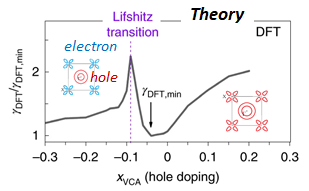 Lifshitz
transition
Theory
DFT
electron
hole
γDFT,min
γDFT/γDFT,min
2
1
−0.3 −0.2 −0.1 0 0.1 0.2 0.3
xVCA (hole doping)